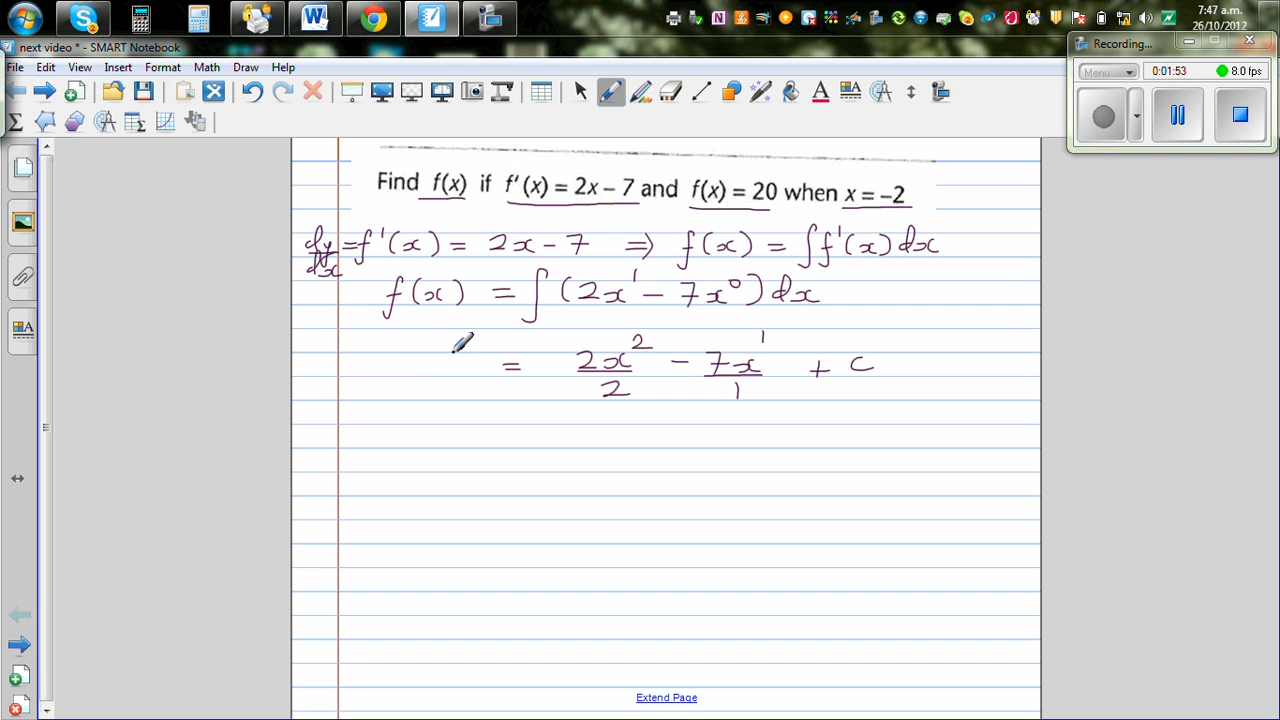 7:47 a.m.
26/10/2012
next video * - SMART Notebook
Recording...
File Edit View Insert Format Math Draw Help
Menu
0:01:53
8.0 fps
Find f(x) if f'(x) = 2x – 7 and f(x) = 20 when x = –2
dy/dx = f'(x) = 2x – 7 ⇒ f(x) = ∫f'(x)dx
f(x) = ∫(2x¹ – 7x⁰)dx
= 2x²/2 – 7x¹/1 + c
Extend Page